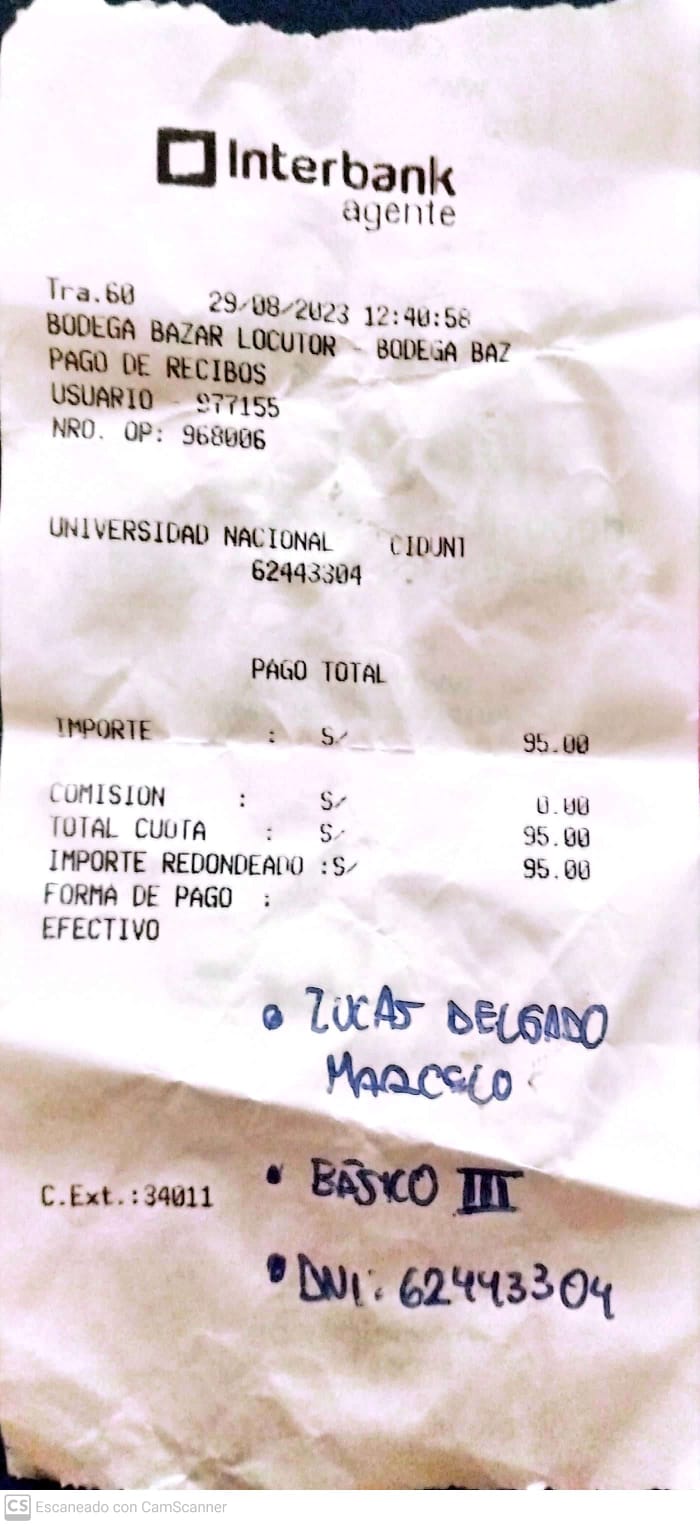 Interbank
agente
Tra.60 29/08/2023 12:40:58
BODEGA BAZAR LOCUTOR - BODEGA BAZ
PAGO DE RECIBOS
USUARIO - 977155
NRO. OP: 968006
UNIVERSIDAD NACIONAL CIDUNI
62443304
PAGO TOTAL
IMPORTE : S/ 95.00
COMISION : S/ 0.00
TOTAL CUOTA : S/ 95.00
IMPORTE REDONDEADO :S/ 95.00
FORMA DE PAGO :
EFECTIVO
• LUCAS DELGADO
MARCELO
C.Ext.:34011
• BÁSICO III
• DNI: 62443304
CS Escaneado con CamScanner